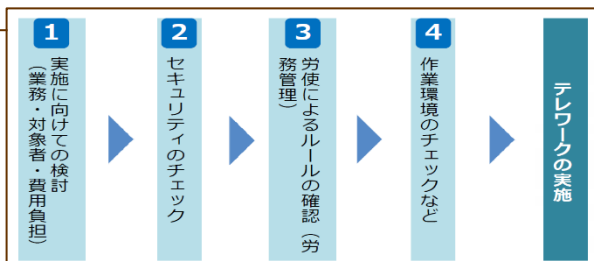 1
実施に向けての検討
（業務・対象者・費用負担）
2
セキュリティのチェック
3
労使によるルールの確認（労
務管理）
4
作業環境のチェックなど
テレワークの実施